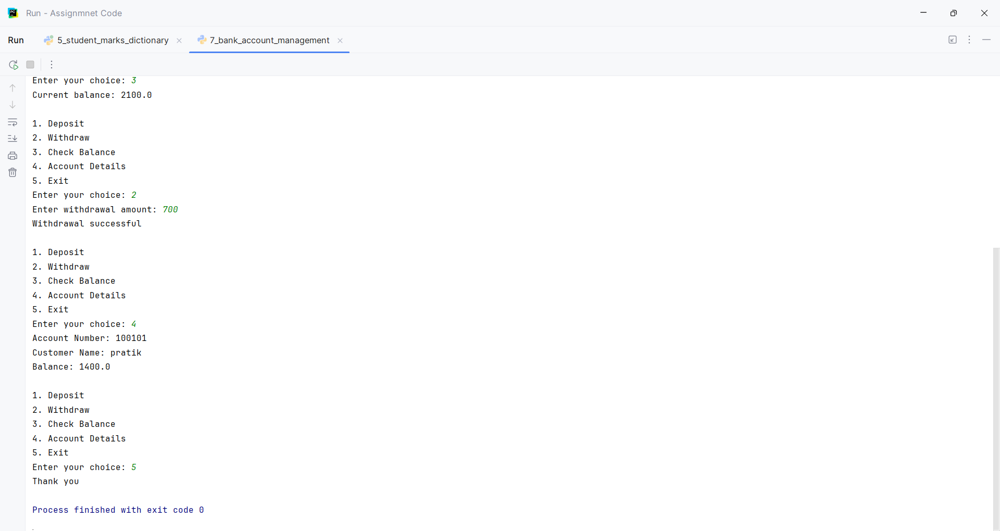 Run - Assignmnet Code
Run
5_student_marks_dictionary
7_bank_account_management
Enter your choice: 3
Current balance: 2100.0
1. Deposit
2. Withdraw
3. Check Balance
4. Account Details
5. Exit
Enter your choice: 2
Enter withdrawal amount: 700
Withdrawal successful
1. Deposit
2. Withdraw
3. Check Balance
4. Account Details
5. Exit
Enter your choice: 4
Account Number: 100101
Customer Name: pratik
Balance: 1400.0
1. Deposit
2. Withdraw
3. Check Balance
4. Account Details
5. Exit
Enter your choice: 5
Thank you
Process finished with exit code 0